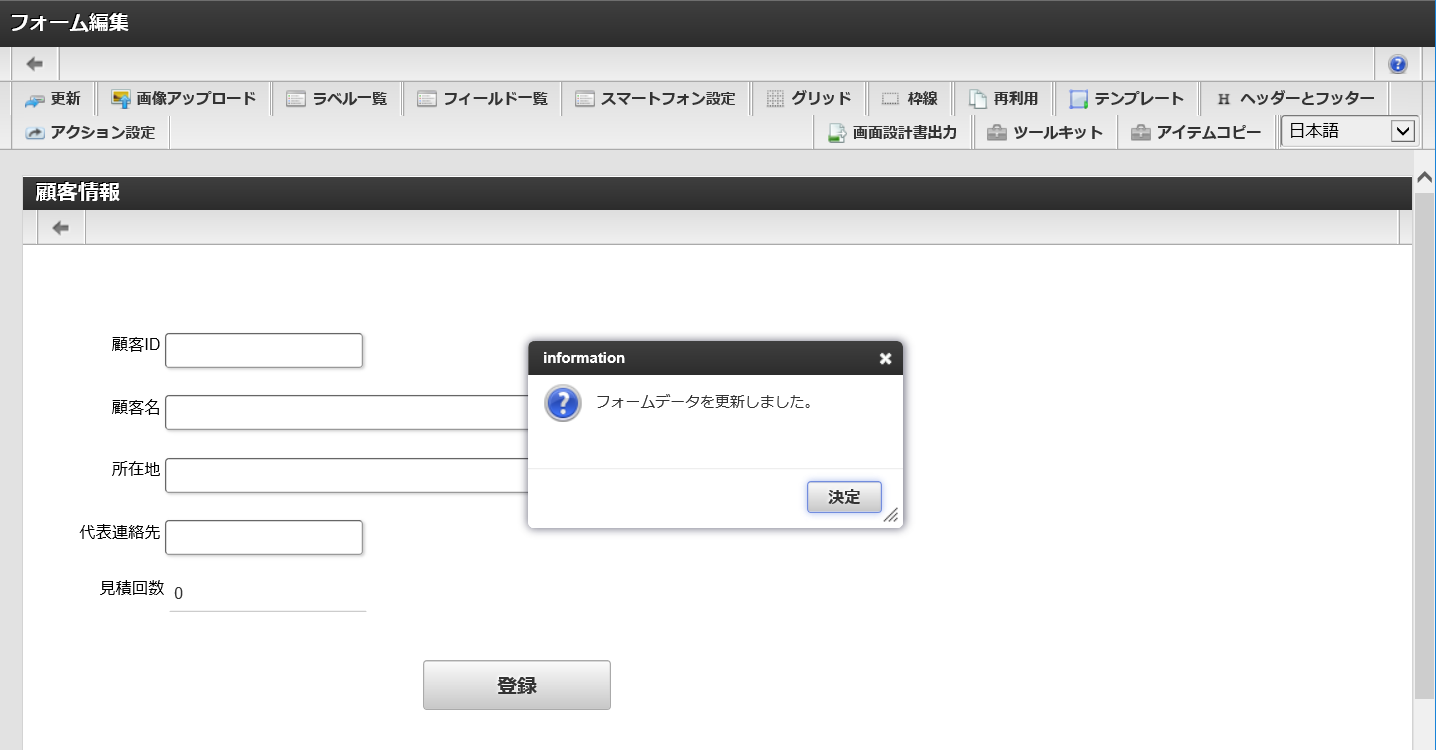 フォーム編集
更新 画像アップロード ラベル一覧 フィールド一覧 スマートフォン設定 グリッド 枠線 再利用 テンプレート H ヘッダーとフッター
アクション設定 画面設計書出力 ツールキット アイテムコピー 日本語
顧客情報
顧客ID
顧客名
所在地
代表連絡先
見積回数 0
登録
information
フォームデータを更新しました。
決定